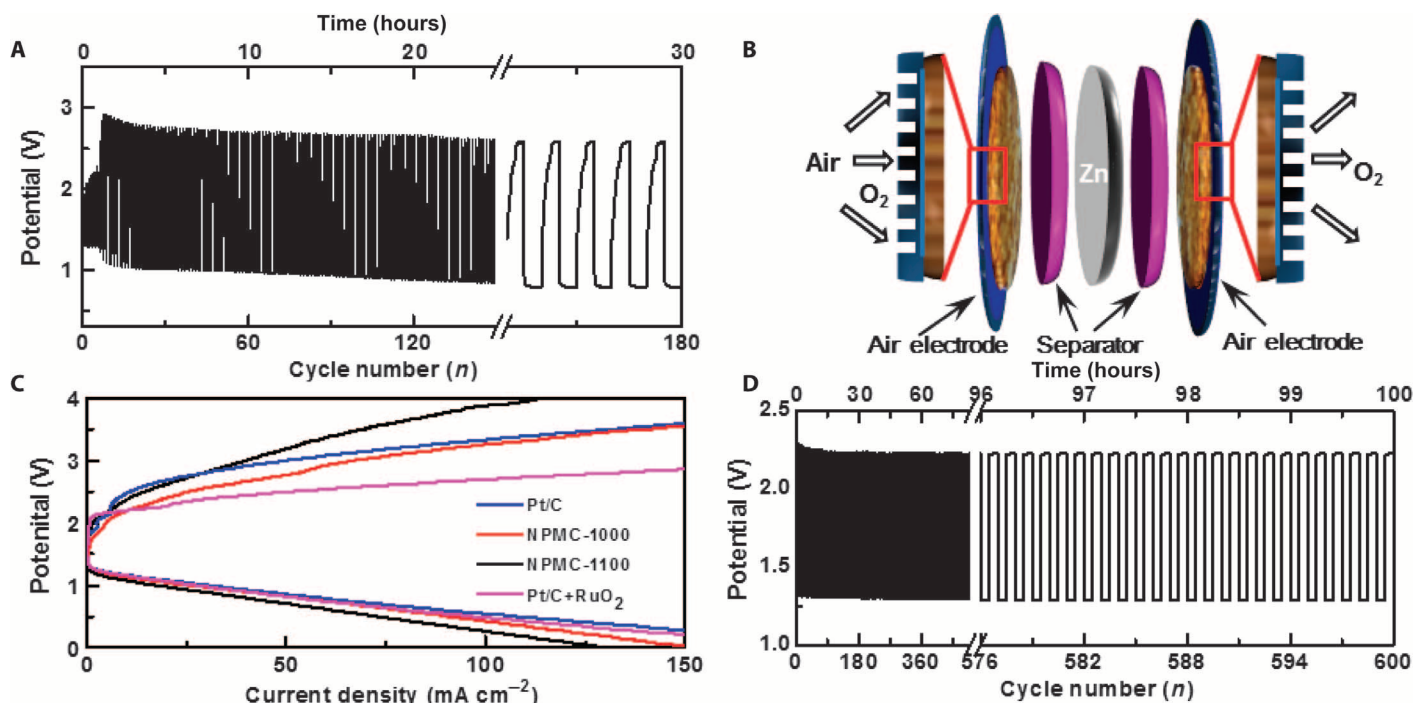 A
Time (hours)
0 10 20 30
Potential (V)
3
2
1
0 60 120 180
Cycle number (n)
B
Air
O2
Zn
O2
Air electrode Separator Air electrode
C
Potenital (V)
4
3
2
1
0
Pt/C
NPMC-1000
NPMC-1100
Pt/C+RuO2
0 50 100 150
Current density (mA cm−2)
D
Time (hours)
0 30 60 96 97 98 99 100
Potential (V)
2.5
2.0
1.5
1.0
0 180 360 576 582 588 594 600
Cycle number (n)